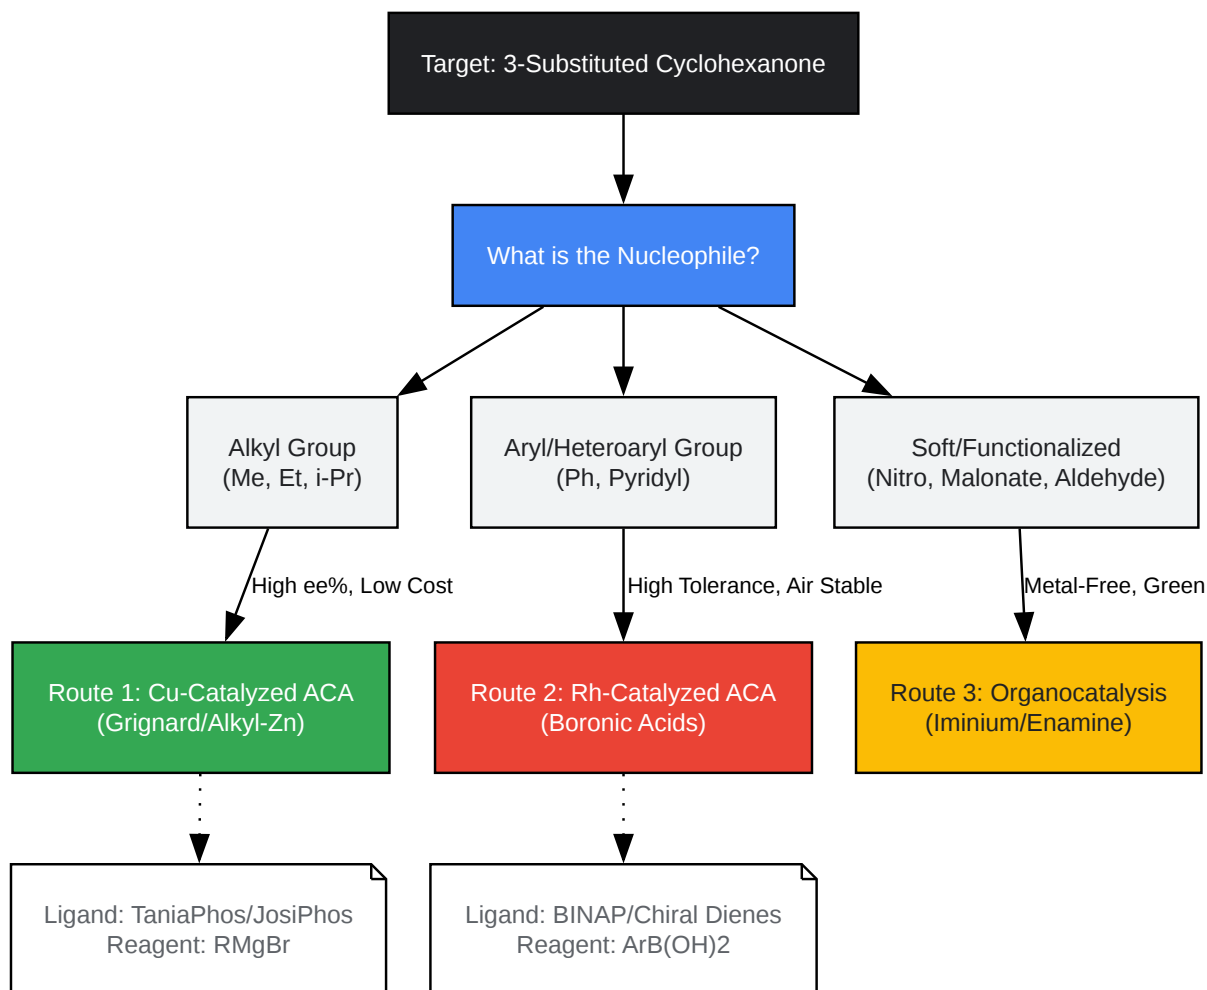 Target: 3-Substituted Cyclohexanone
What is the Nucleophile?
Alkyl Group
(Me, Et, i-Pr)
Aryl/Heteroaryl Group
(Ph, Pyridyl)
Soft/Functionalized
(Nitro, Malonate, Aldehyde)
High ee%, Low Cost
High Tolerance, Air Stable
Metal-Free, Green
Route 1: Cu-Catalyzed ACA
(Grignard/Alkyl-Zn)
Route 2: Rh-Catalyzed ACA
(Boronic Acids)
Route 3: Organocatalysis
(Iminium/Enamine)
Ligand: TaniaPhos/JosiPhos
Reagent: RMgBr
Ligand: BINAP/Chiral Dienes
Reagent: ArB(OH)2